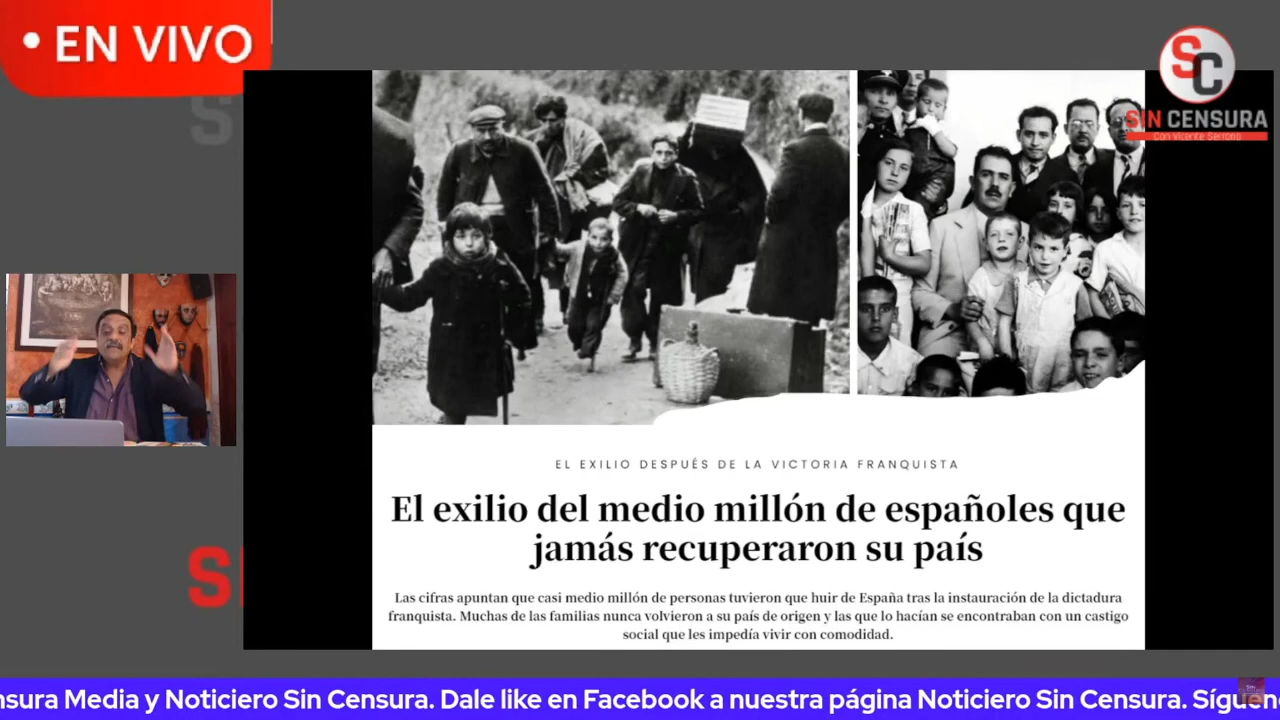 • EN VIVO
S
SC
SIN CENSURA
Con Vicente Serrano
EL EXILIO DESPUÉS DE LA VICTORIA FRANQUISTA
El exilio del medio millón de españoles que
jamás recuperaron su país
Las cifras apuntan que casi medio millón de personas tuvieron que huir de España tras la instauración de la dictadura
franquista. Muchas de las familias nunca volvieron a su país de origen y las que lo hacían se encontraban con un castigo
social que les impedía vivir con comodidad.
S
nsura Media y Noticiero Sin Censura. Dale like en Facebook a nuestra página Noticiero Sin Censura. Síguen